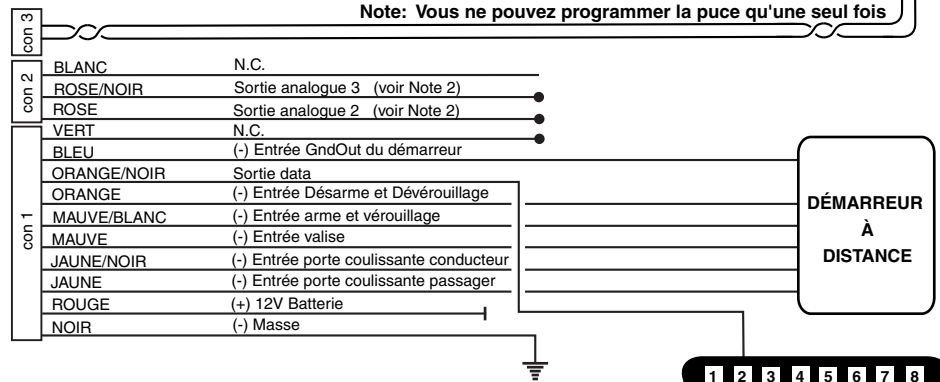 Note: Vous ne pouvez programmer la puce qu'une seul fois
con 3
con 2
BLANC N.C.
ROSE/NOIR Sortie analogue 3 (voir Note 2)
ROSE Sortie analogue 2 (voir Note 2)
con 1
VERT N.C.
BLEU (-) Entrée GndOut du démarreur
ORANGE/NOIR Sortie data
ORANGE (-) Entrée Désarme et Dévérouillage
MAUVE/BLANC (-) Entrée arme et vérouillage
MAUVE (-) Entrée valise
JAUNE/NOIR (-) Entrée porte coulissante conducteur
JAUNE (-) Entrée porte coulissante passager
ROUGE (+) 12V Batterie
NOIR (-) Masse
DÉMARREUR
À
DISTANCE
1 2 3 4 5 6 7 8